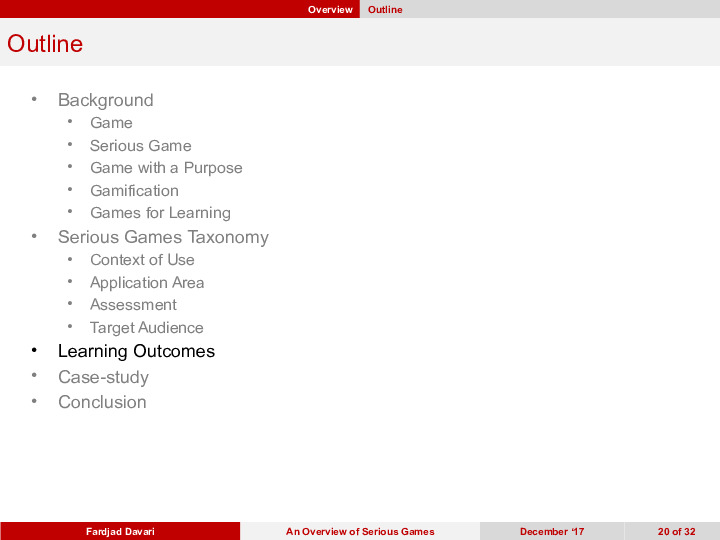 Overview Outline
Outline
• Background
• Game
• Serious Game
• Game with a Purpose
• Gamification
• Games for Learning
• Serious Games Taxonomy
• Context of Use
• Application Area
• Assessment
• Target Audience
• Learning Outcomes
• Case-study
• Conclusion
Fardjad Davari An Overview of Serious Games December ‘17 20 of 32